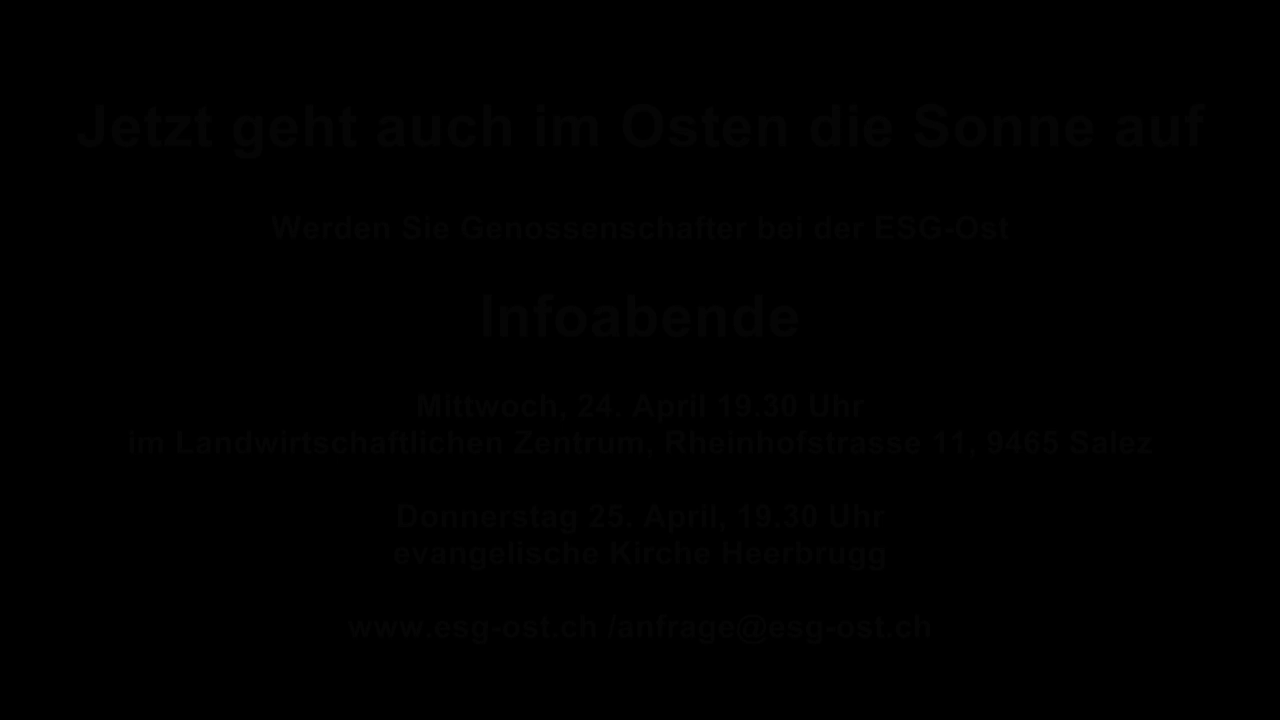 Jetzt geht auch im Osten die Sonne auf
Werden Sie Genossenschafter bei der ESG-Ost
Infoabende
Mittwoch, 24. April 19.30 Uhr
im Landwirtschaftlichen Zentrum, Rheinhofstrasse 11, 9465 Salez
Donnerstag 25. April, 19.30 Uhr
evangelische Kirche Heerbrugg
www.esg-ost.ch /anfrage@esg-ost.ch